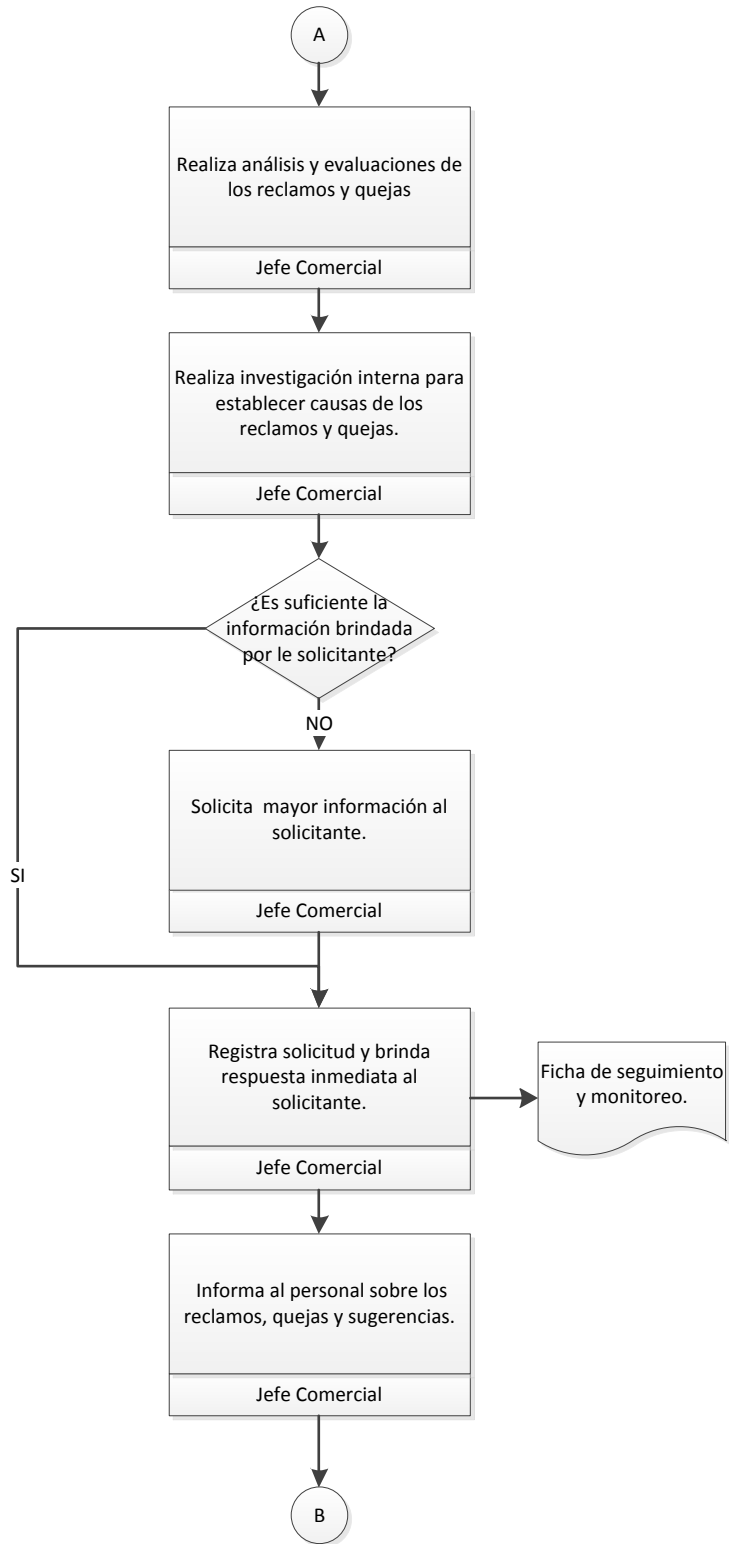 A
Realiza análisis y evaluaciones de
los reclamos y quejas
Jefe Comercial
Realiza investigación interna para
establecer causas de los
reclamos y quejas.
Jefe Comercial
¿Es suficiente la
información brindada
por le solicitante?
NO
Solicita mayor información al
solicitante.
SI
Jefe Comercial
Registra solicitud y brinda
respuesta inmediata al
solicitante.
Jefe Comercial
Ficha de seguimiento
y monitoreo.
Informa al personal sobre los
reclamos, quejas y sugerencias.
Jefe Comercial
B